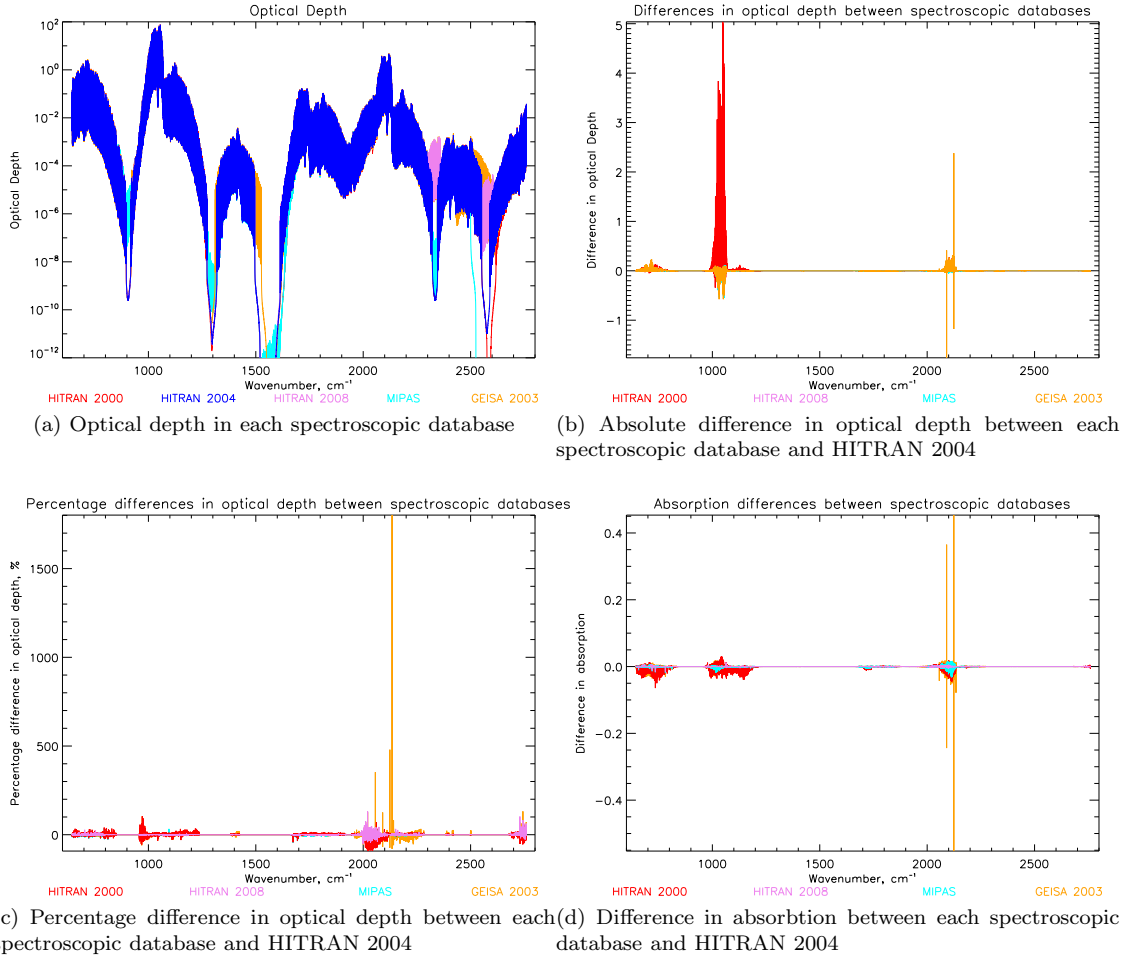 Optical Depth
10²
10⁰
10⁻²
10⁻⁴
10⁻⁶
10⁻⁸
10⁻¹⁰
10⁻¹²
Optical Depth
1000 1500 2000 2500
Wavenumber, cm⁻¹
HITRAN 2000 HITRAN 2004 HITRAN 2008 MIPAS GEISA 2003
(a) Optical depth in each spectroscopic database
Differences in optical depth between spectroscopic databases
5
4
3
2
1
0
−1
Difference in optical Depth
1000 1500 2000 2500
Wavenumber, cm⁻¹
HITRAN 2000 HITRAN 2008 MIPAS GEISA 2003
(b) Absolute difference in optical depth between each
spectroscopic database and HITRAN 2004
Percentage differences in optical depth between spectroscopic databases
1500
1000
500
0
Percentage difference in optical depth, %
1000 1500 2000 2500
Wavenumber, cm⁻¹
HITRAN 2000 HITRAN 2008 MIPAS GEISA 2003
c) Percentage difference in optical depth between each
spectroscopic database and HITRAN 2004
Absorption differences between spectroscopic databases
0.4
0.2
0.0
−0.2
−0.4
Difference in absorption
1000 1500 2000 2500
Wavenumber, cm⁻¹
HITRAN 2000 HITRAN 2008 MIPAS GEISA 2003
(d) Difference in absorbtion between each spectroscopic
database and HITRAN 2004